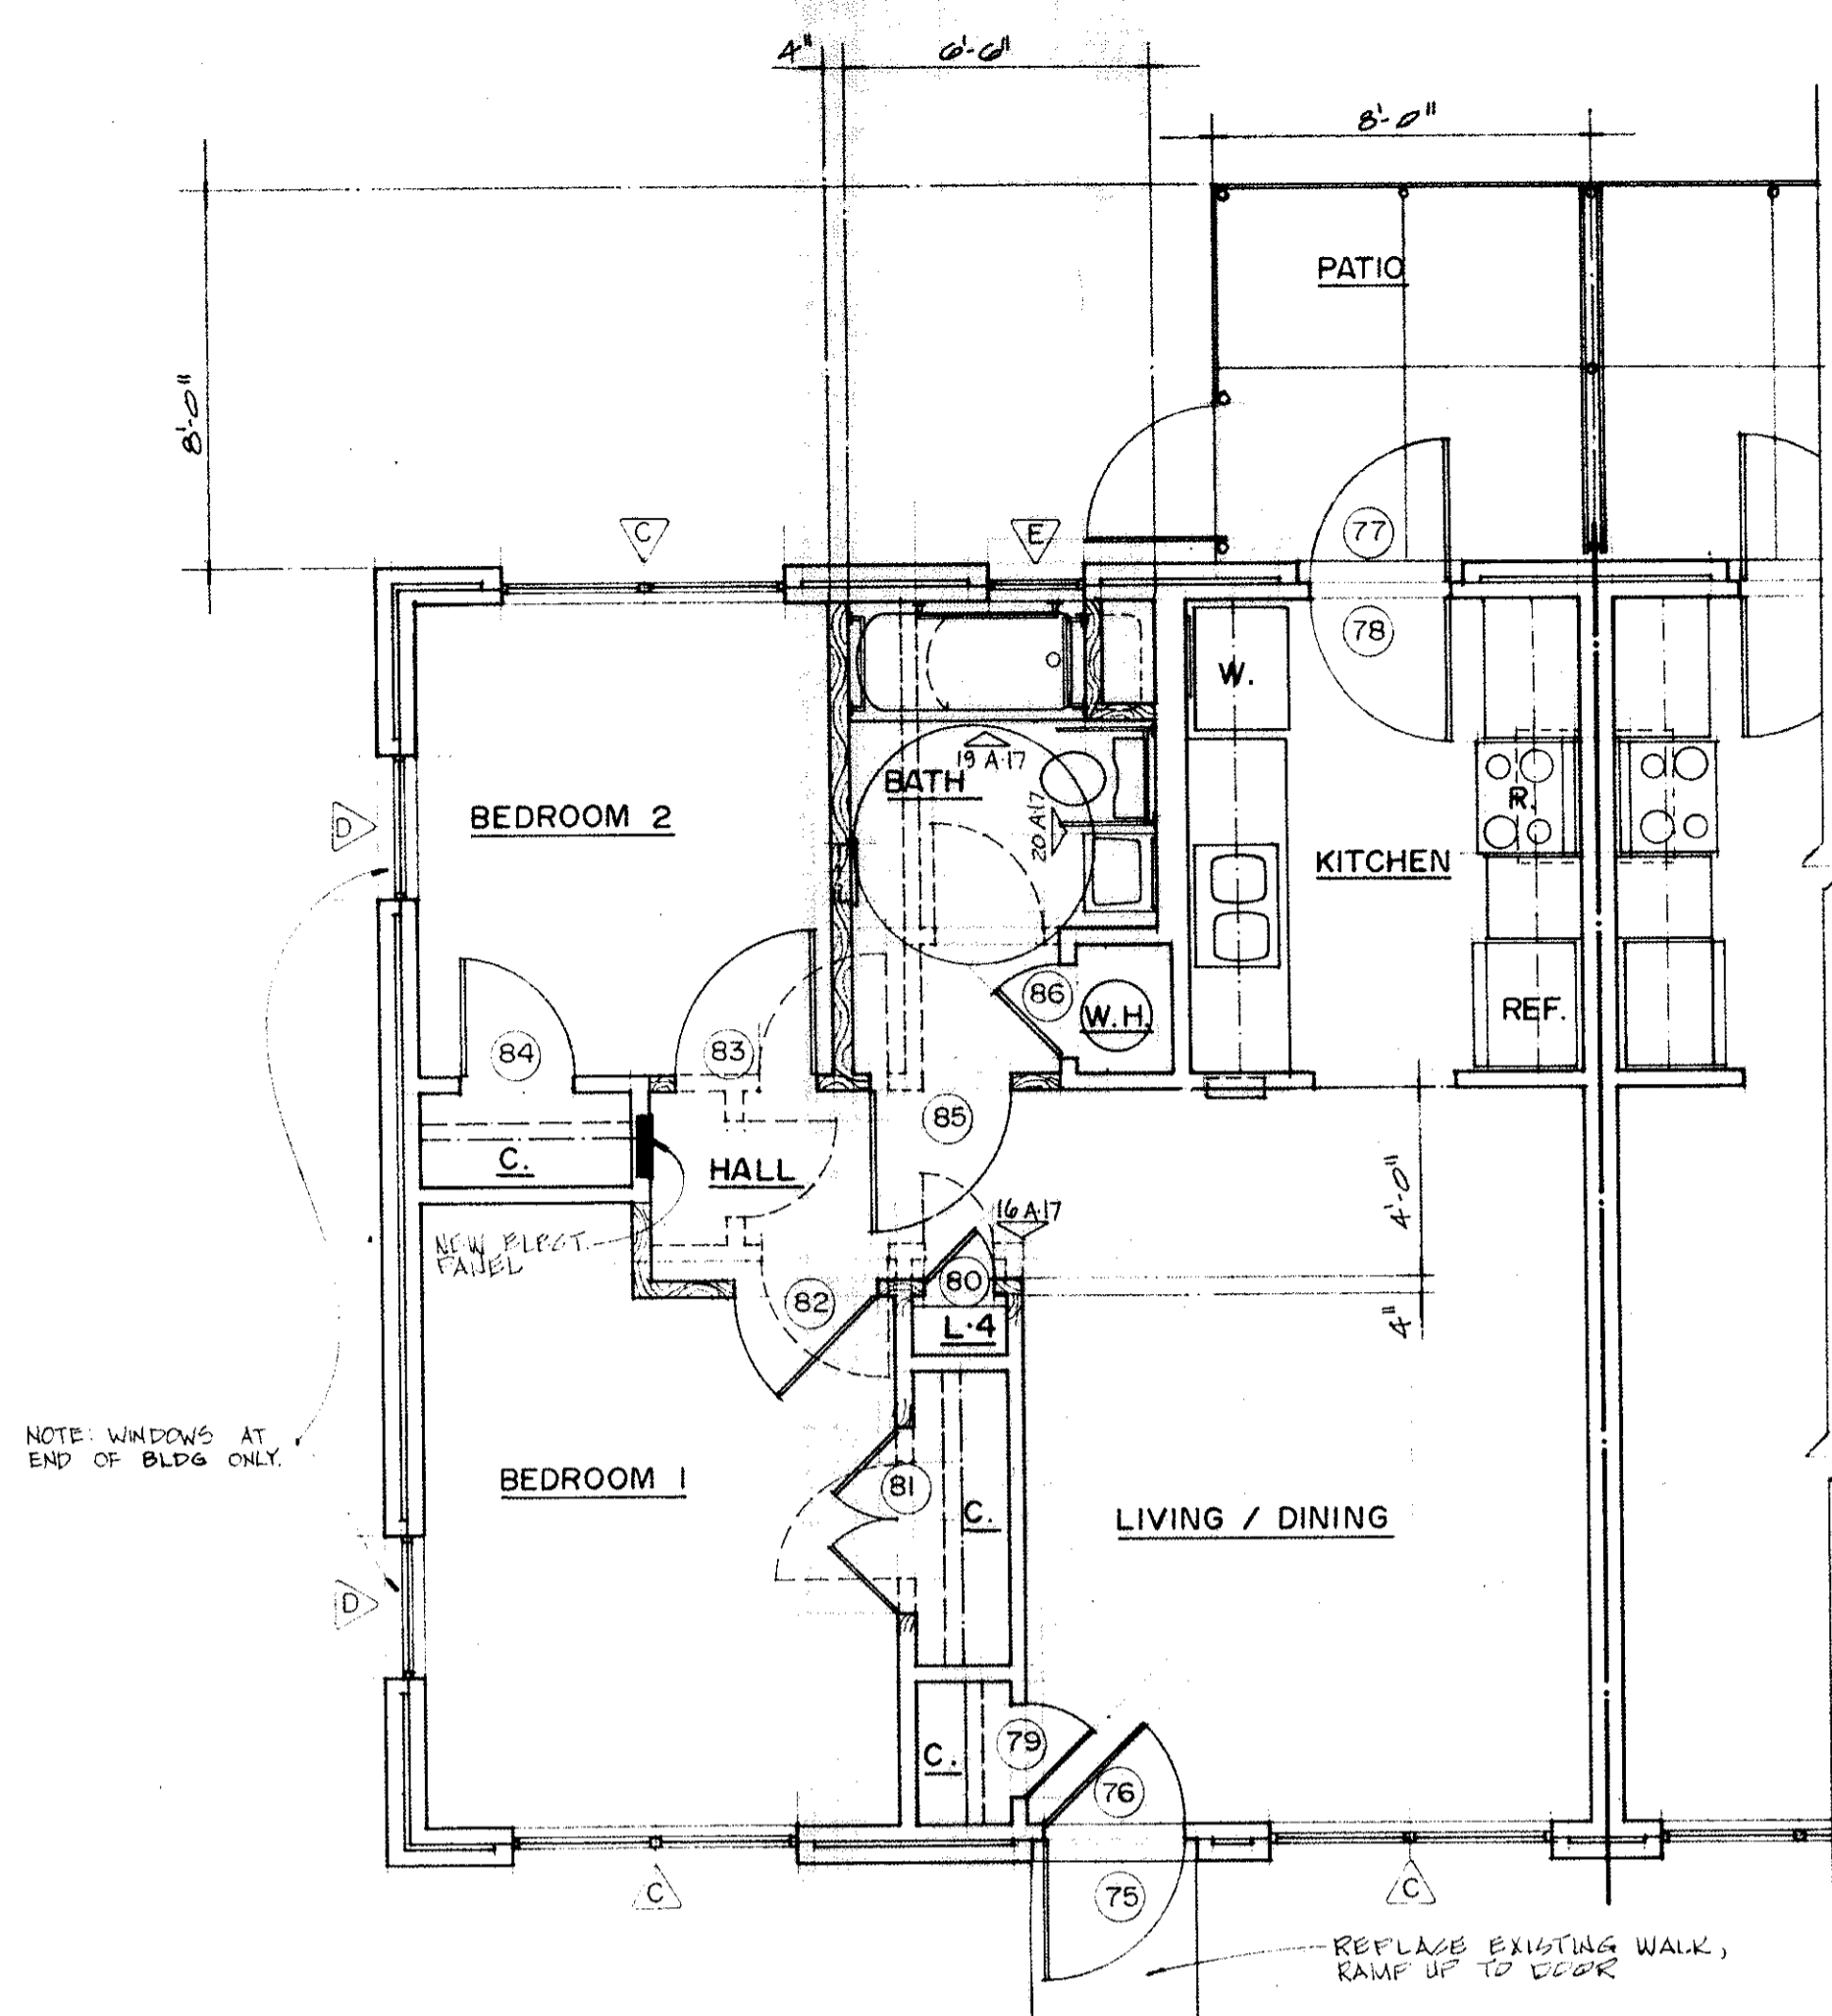 4" 6'-6"
8'-0"
PATIO
8'-0"
C E 77
78
W.
19 A·17
BATH
20 A·17
D BEDROOM 2
R.
KITCHEN
86
W.H.
REF.
84 83
85
C. HALL
16 A·17
4'-0"
NEW ELECT.
PANEL
80
82
L·4
4"
NOTE: WINDOWS AT
END OF BLDG ONLY.
BEDROOM 1 81
C.
LIVING / DINING
D
79
C.
76
C 75 C
REPLACE EXISTING WALK,
RAMP UP TO DOOR